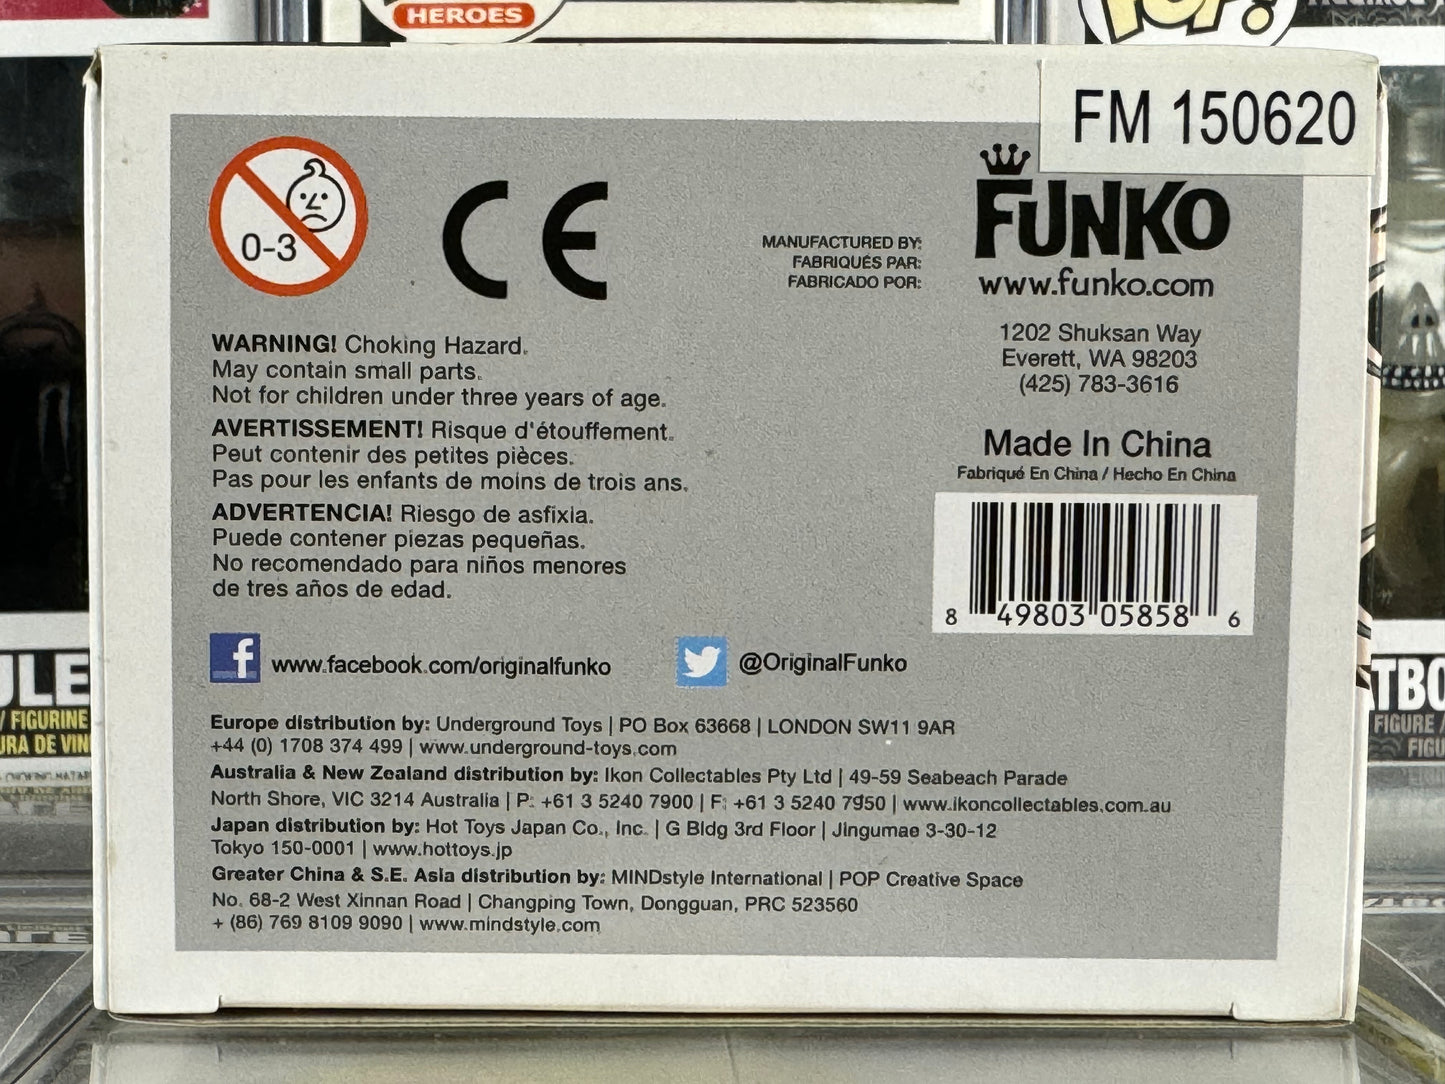 HEROES
POP!
FM 150620
0-3
CE
MANUFACTURED BY:
FABRIQUÉS PAR:
FABRICADO POR:
FUNKO
www.funko.com
1202 Shuksan Way
Everett, WA 98203
(425) 783-3616
Made In China
Fabriqué En China / Hecho En China
8 49803 05858 6
WARNING! Choking Hazard.
May contain small parts.
Not for children under three years of age.
AVERTISSEMENT! Risque d'étouffement.
Peut contenir des petites pièces.
Pas pour les enfants de moins de trois ans.
ADVERTENCIA! Riesgo de asfixia.
Puede contener piezas pequeñas.
No recomendado para niños menores
de tres años de edad.
f www.facebook.com/originalfunko
@OriginalFunko
Europe distribution by: Underground Toys | PO Box 63668 | LONDON SW11 9AR
+44 (0) 1708 374 499 | www.underground-toys.com
Australia & New Zealand distribution by: Ikon Collectables Pty Ltd | 49-59 Seabeach Parade
North Shore, VIC 3214 Australia | P: +61 3 5240 7900 | F: +61 3 5240 7950 | www.ikoncollectables.com.au
Japan distribution by: Hot Toys Japan Co., Inc. | G Bldg 3rd Floor | Jingumae 3-30-12
Tokyo 150-0001 | www.hottoys.jp
Greater China & S.E. Asia distribution by: MINDstyle International | POP Creative Space
No. 68-2 West Xinnan Road | Changping Town, Dongguan, PRC 523560
+ (86) 769 8109 9090 | www.mindstyle.com
ULE
/ FIGURINE
URA DE VIN
TBO
FIGURE /
FIGU